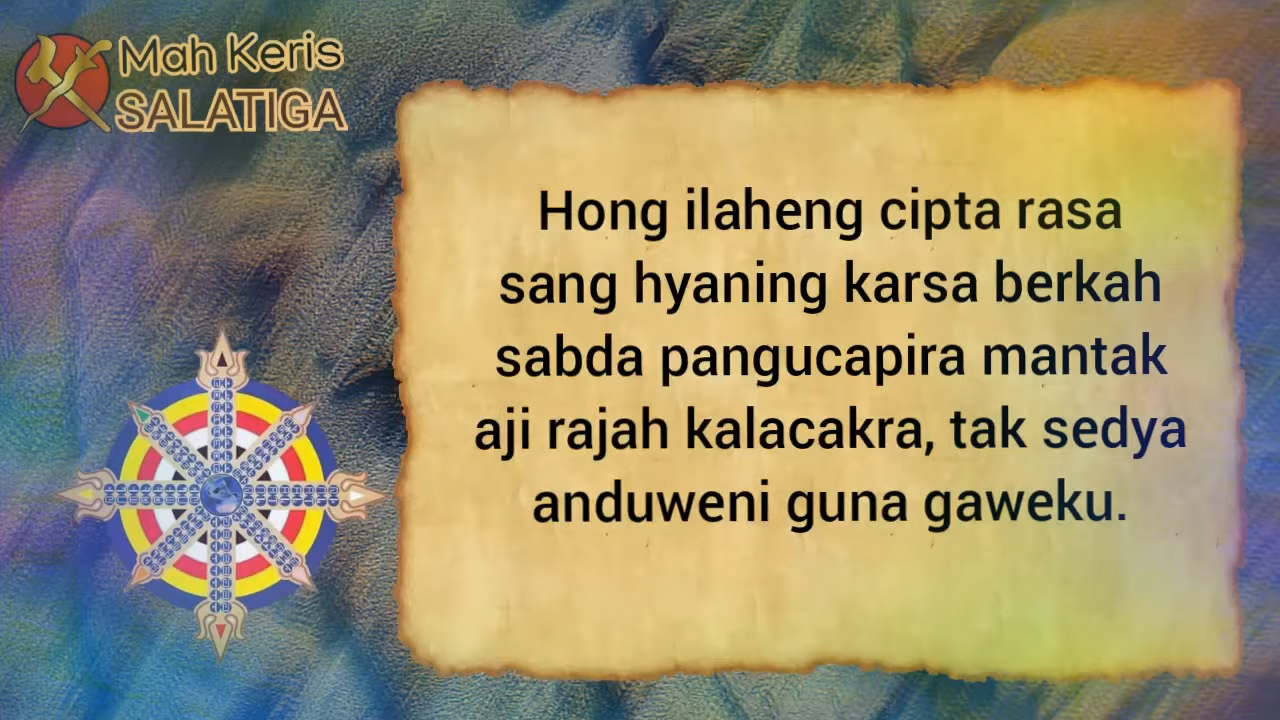 Mah Keris
SALATIGA
Hong ilaheng cipta rasa
sang hyaning karsa berkah
sabda pangucapira mantak
aji rajah kalacakra, tak sedya
anduweni guna gaweku.